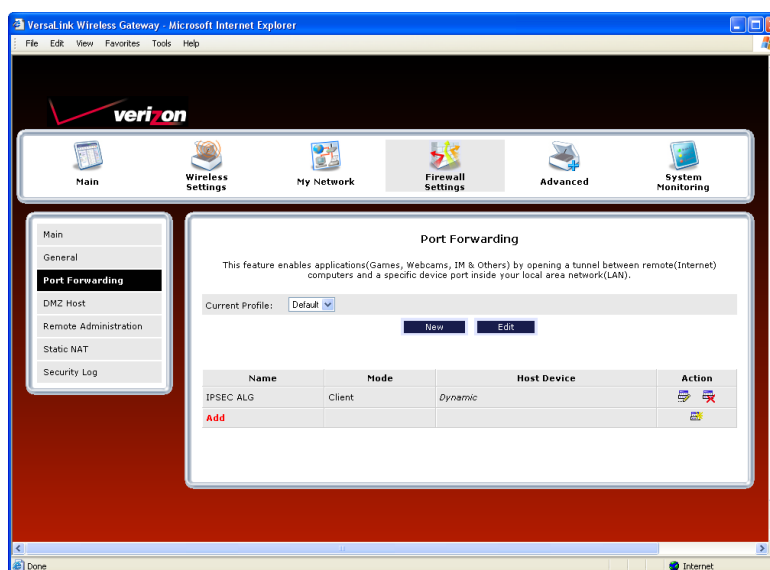 VersaLink Wireless Gateway - Microsoft Internet Explorer
File Edit View Favorites Tools Help
verizon
Main
Wireless Settings
My Network
Firewall Settings
Advanced
System Monitoring
Main
General
Port Forwarding
DMZ Host
Remote Administration
Static NAT
Security Log
Port Forwarding
This feature enables applications(Games, Webcams, IM & Others) by opening a tunnel between remote(Internet)
computers and a specific device port inside your local area network(LAN).
Current Profile: Default
New Edit
Name Mode Host Device Action
IPSEC ALG Client Dynamic
Add
Done Internet